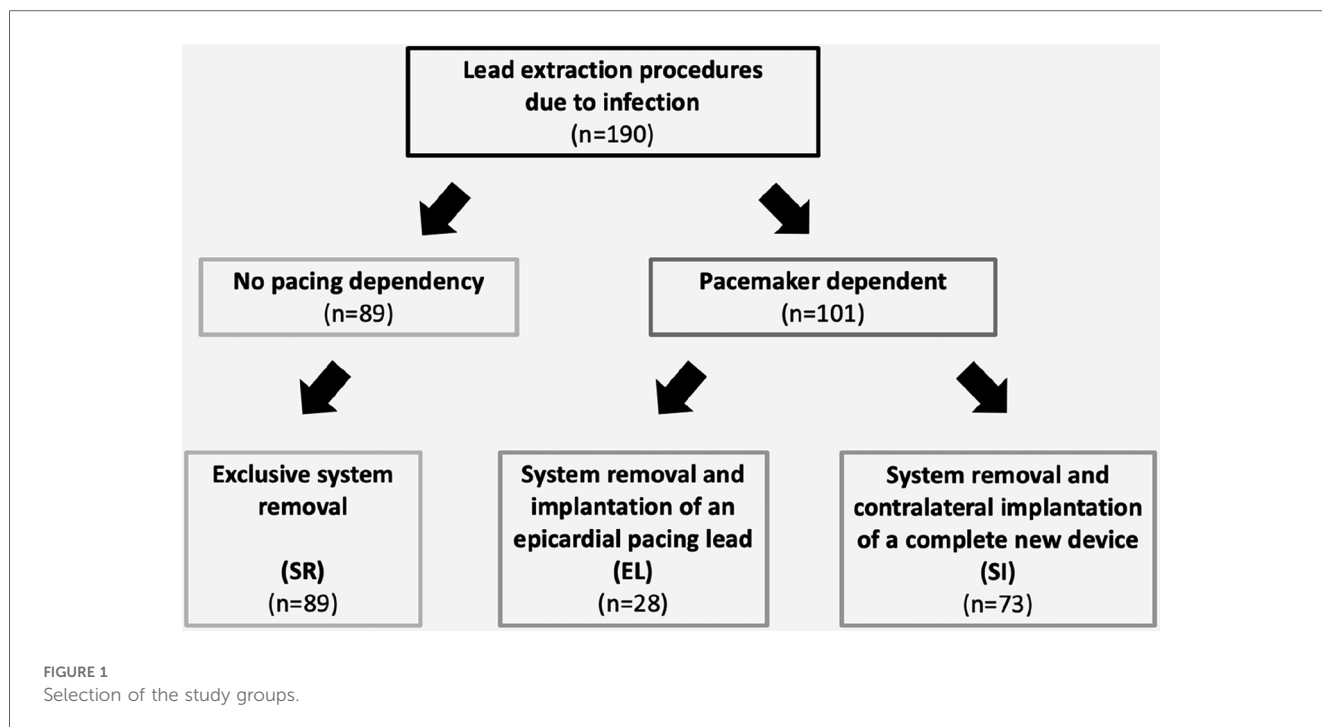 Lead extraction procedures
due to infection
(n=190)
No pacing dependency
(n=89)
Pacemaker dependent
(n=101)
Exclusive system
removal
(SR)
(n=89)
System removal and
implantation of an
epicardial pacing lead
(EL)
(n=28)
System removal and
contralateral implantation
of a complete new device
(SI)
(n=73)
FIGURE 1
Selection of the study groups.